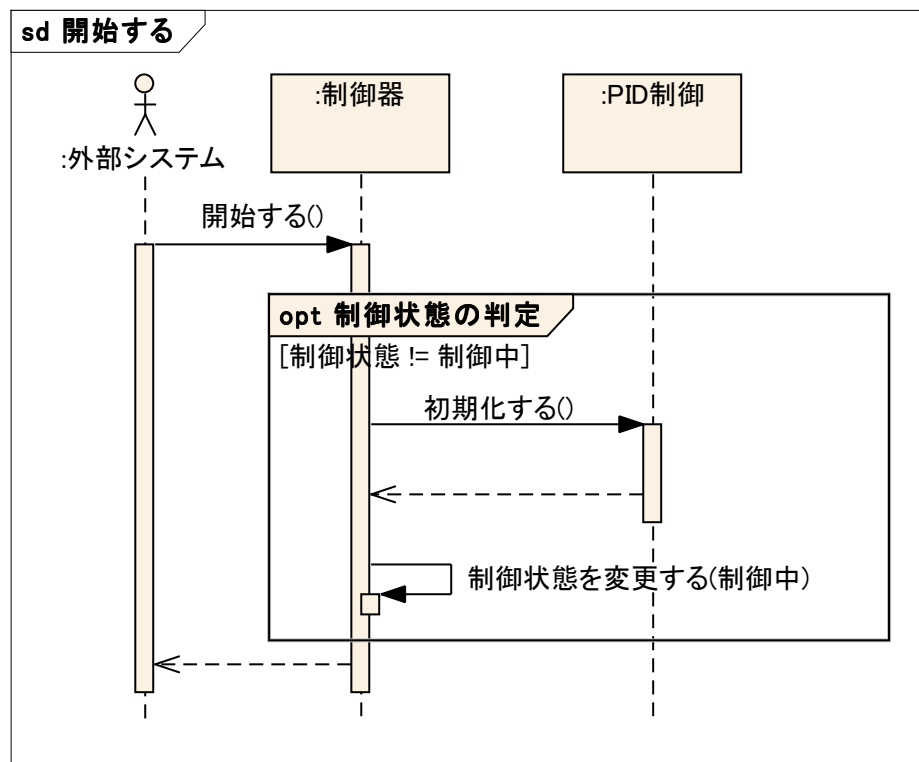 sd 開始する
:制御器
:PID制御
:外部システム
開始する()
opt 制御状態の判定
[制御状態 != 制御中]
初期化する()
制御状態を変更する(制御中)